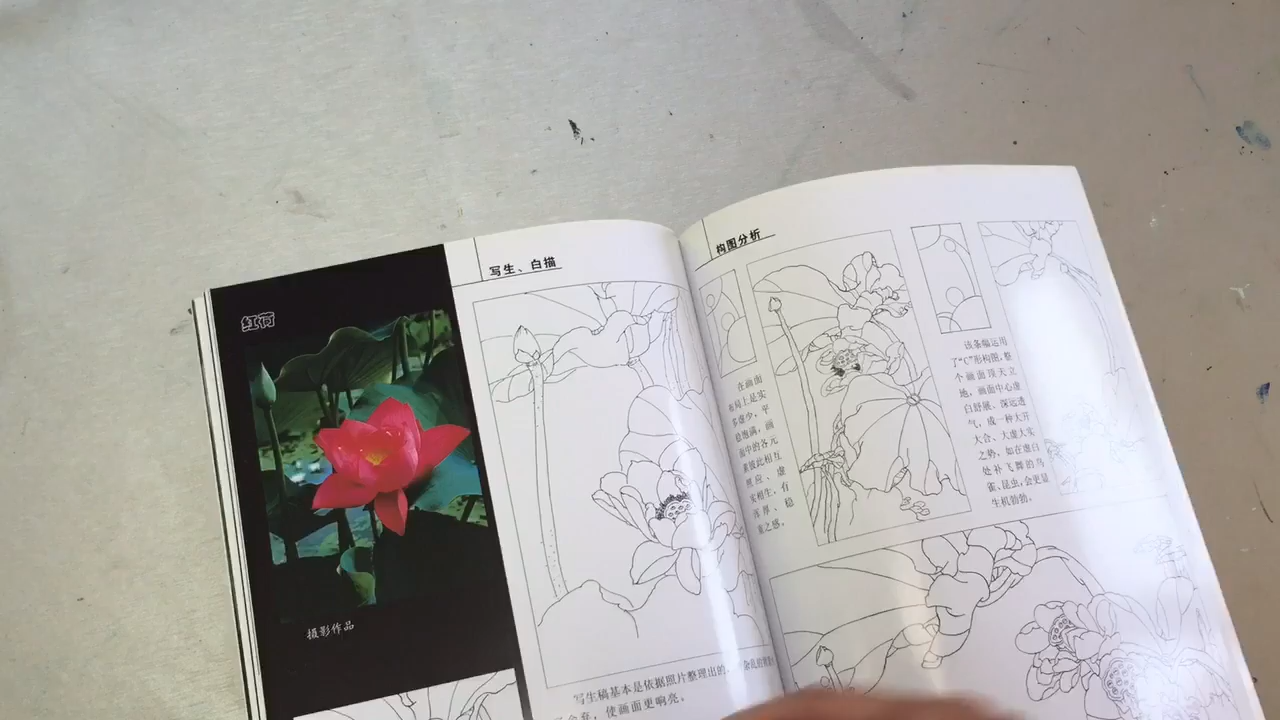 红荷
摄影作品
写生、白描
写生稿基本是依据照片整理出的,
使画面更响亮。
构图分析
在画面
布局上是实
多虚少,平
稳饱满,画
面中的各元
素彼此相互
照应、虚
实相生、有
浑厚、稳
重之感。
该条幅运用
了“C”形构图,整
个画面顶天立
地,画面中心虚
白舒展、深远透
气,成一种大开
大合、大虚大实
之势,如在虚白
处补飞舞的鸟
雀、昆虫,会更显
生机勃勃。